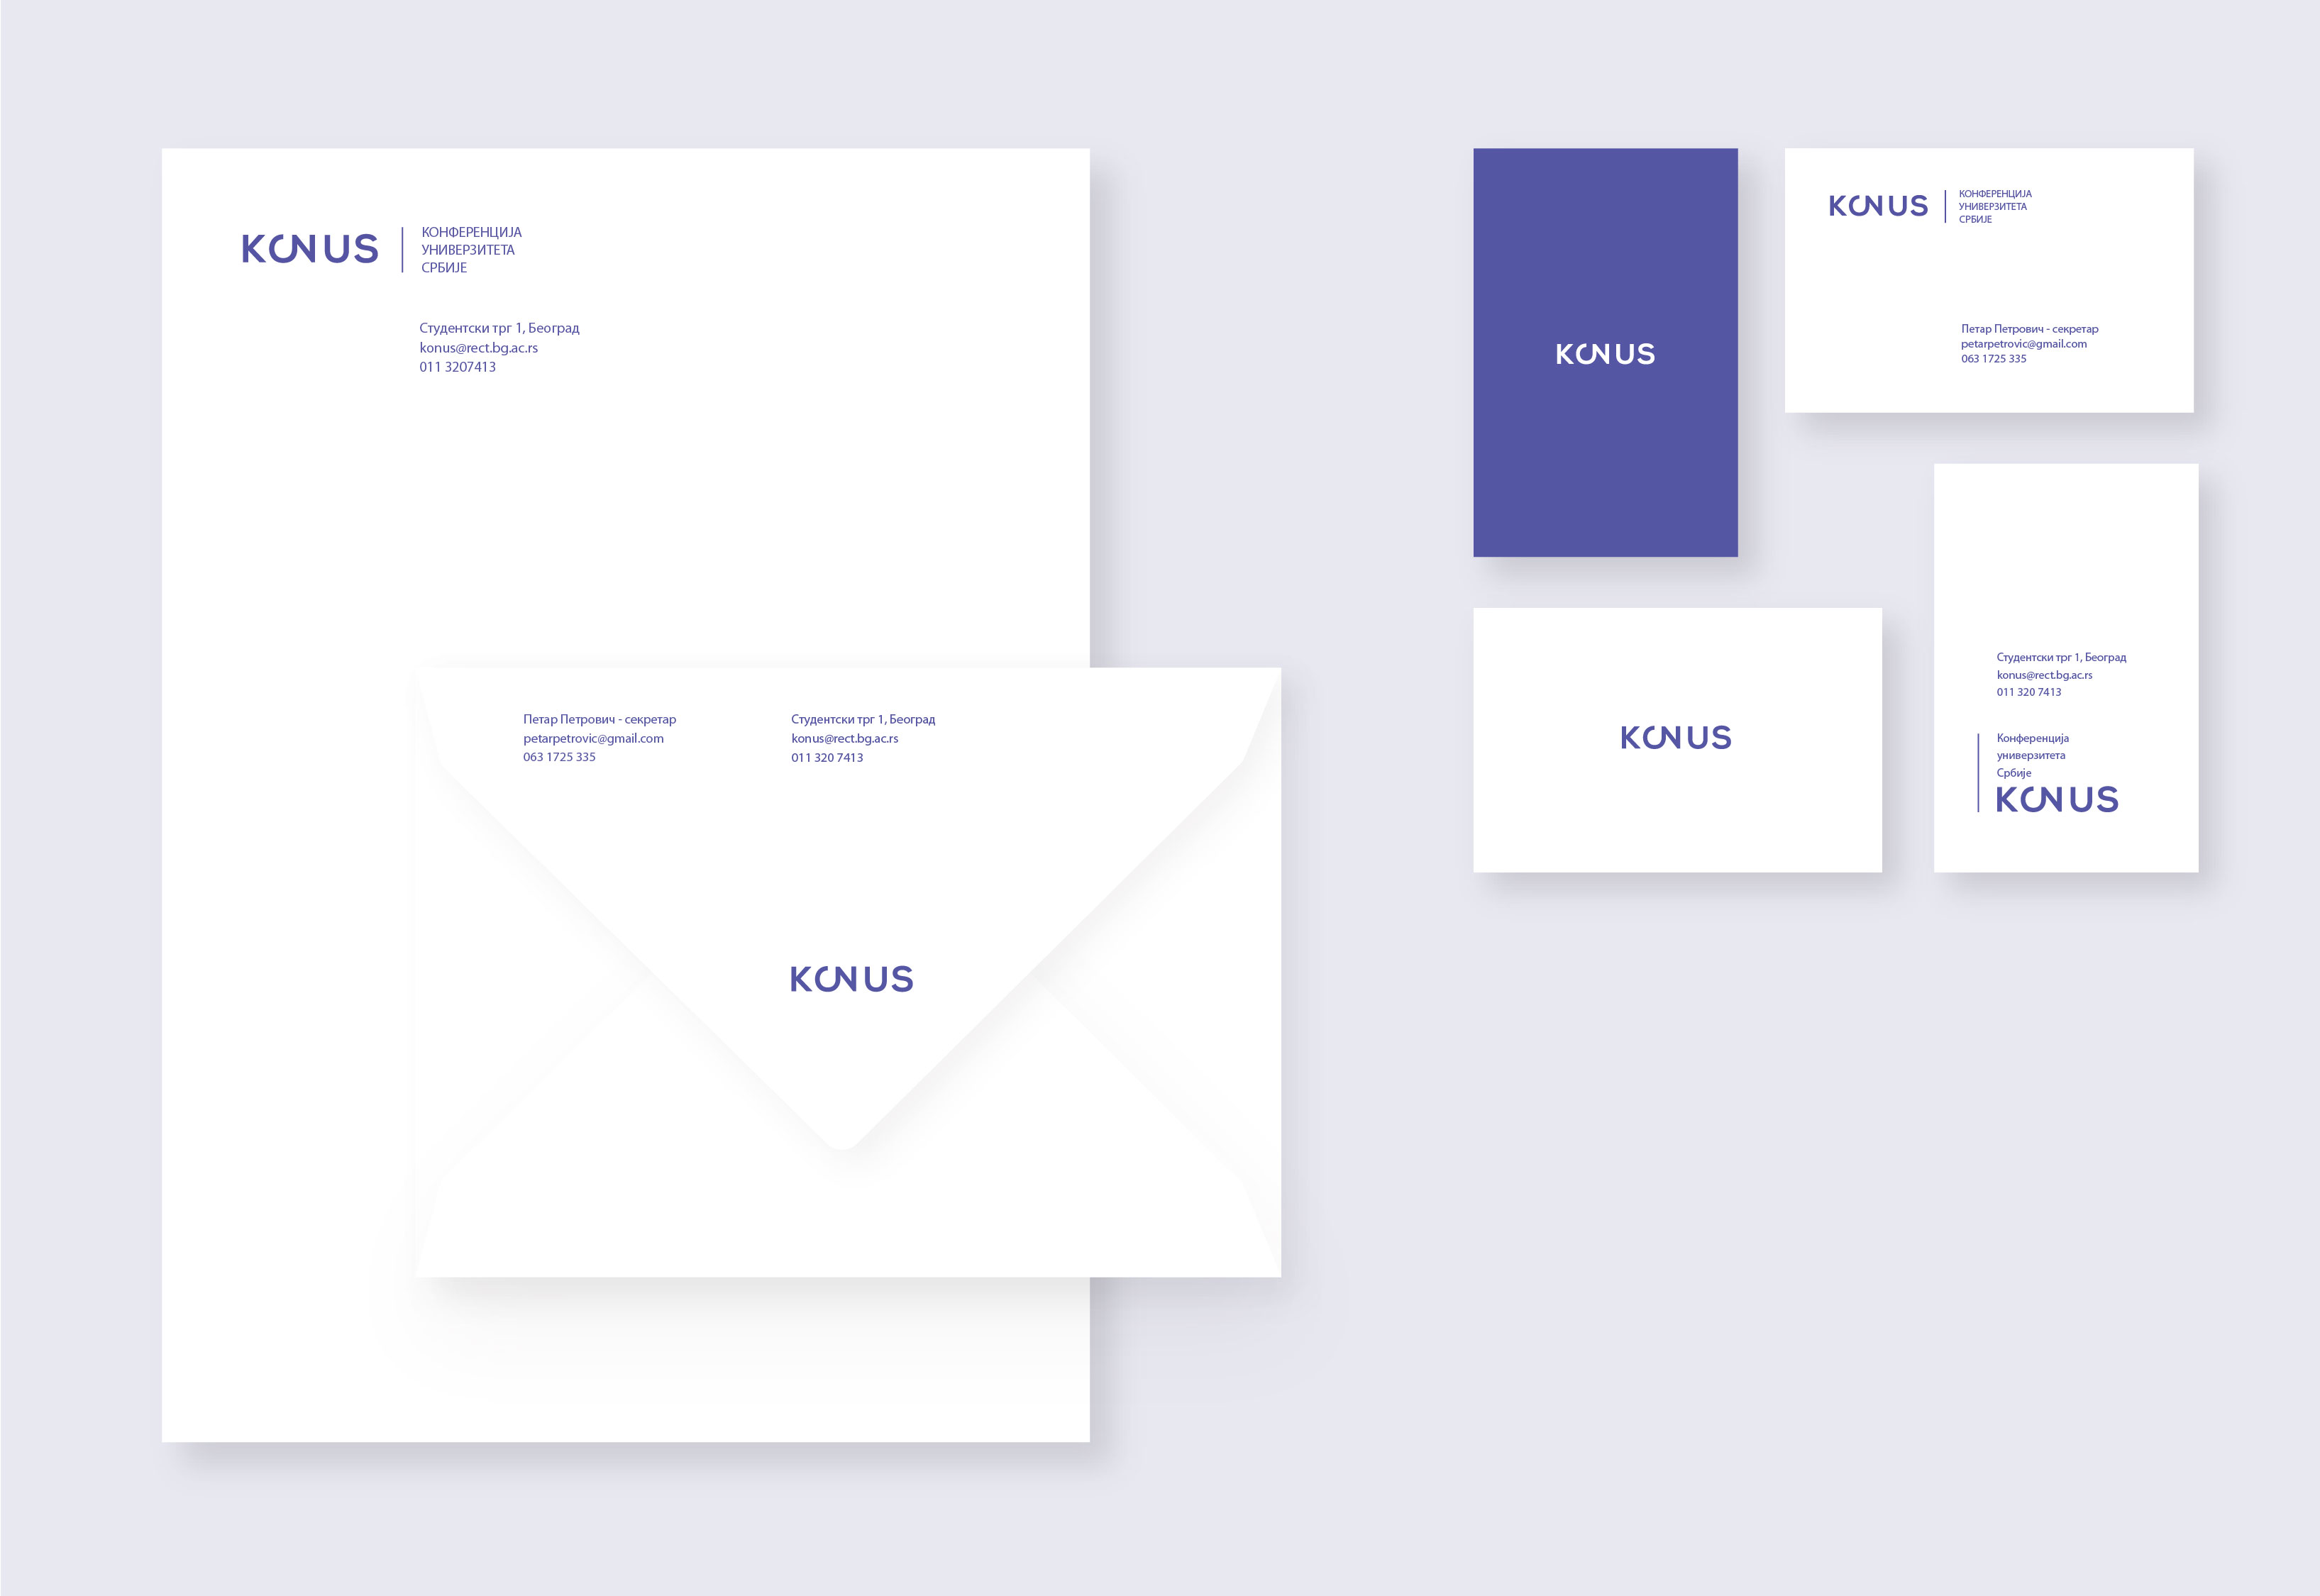 KONUS
КОНФЕРЕНЦИЈА
УНИВЕРЗИТЕТА
СРБИЈЕ
Студентски трг 1, Београд
konus@rect.bg.ac.rs
011 3207413
Петар Петрович - секретар
petarpetrovic@gmail.com
063 1725 335
Студентски трг 1, Београд
konus@rect.bg.ac.rs
011 320 7413
KONUS
KONUS
KONUS
КОНФЕРЕНЦИЈА
УНИВЕРЗИТЕТА
СРБИЈЕ
Петар Петрович - секретар
petarpetrovic@gmail.com
063 1725 335
KONUS
Студентски трг 1, Београд
konus@rect.bg.ac.rs
011 320 7413
Конференција
универзитета
Србије
KONUS